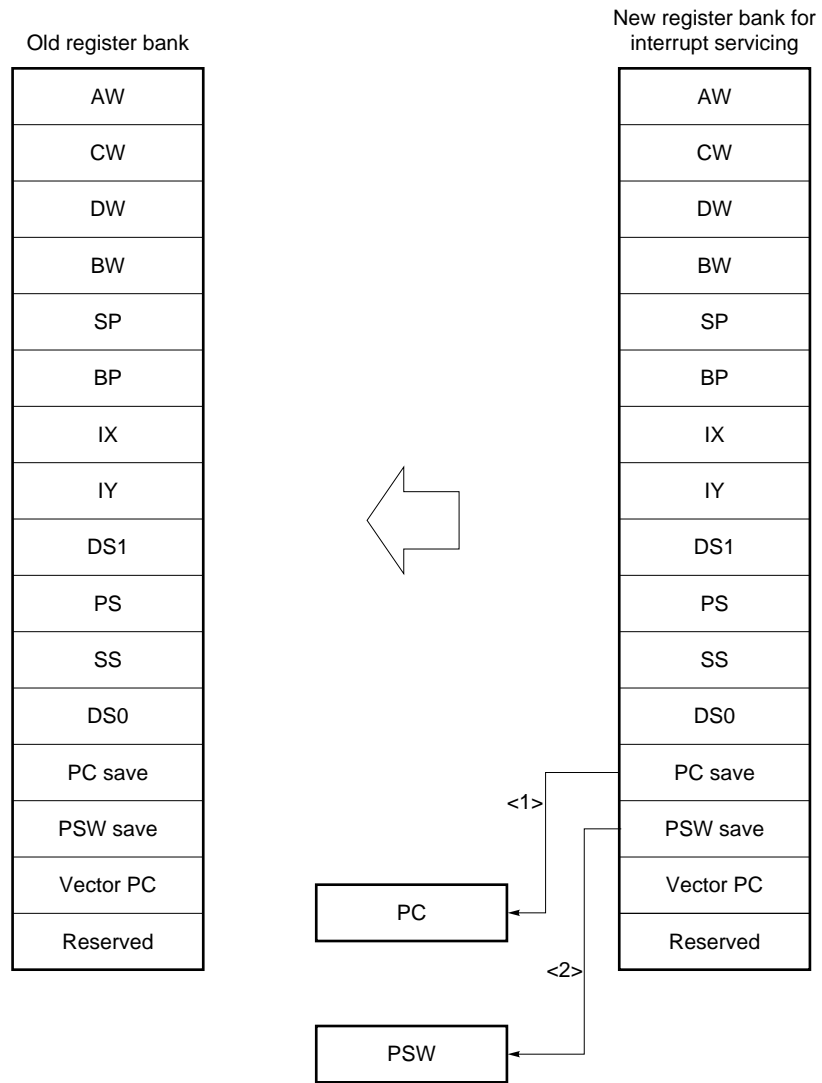 Old register bank
AW
CW
DW
BW
SP
BP
IX
IY
DS1
PS
SS
DS0
PC save
PSW save
Vector PC
Reserved
New register bank for
interrupt servicing
AW
CW
DW
BW
SP
BP
IX
IY
DS1
PS
SS
DS0
PC save
PSW save
Vector PC
Reserved
<1>
PC
<2>
PSW